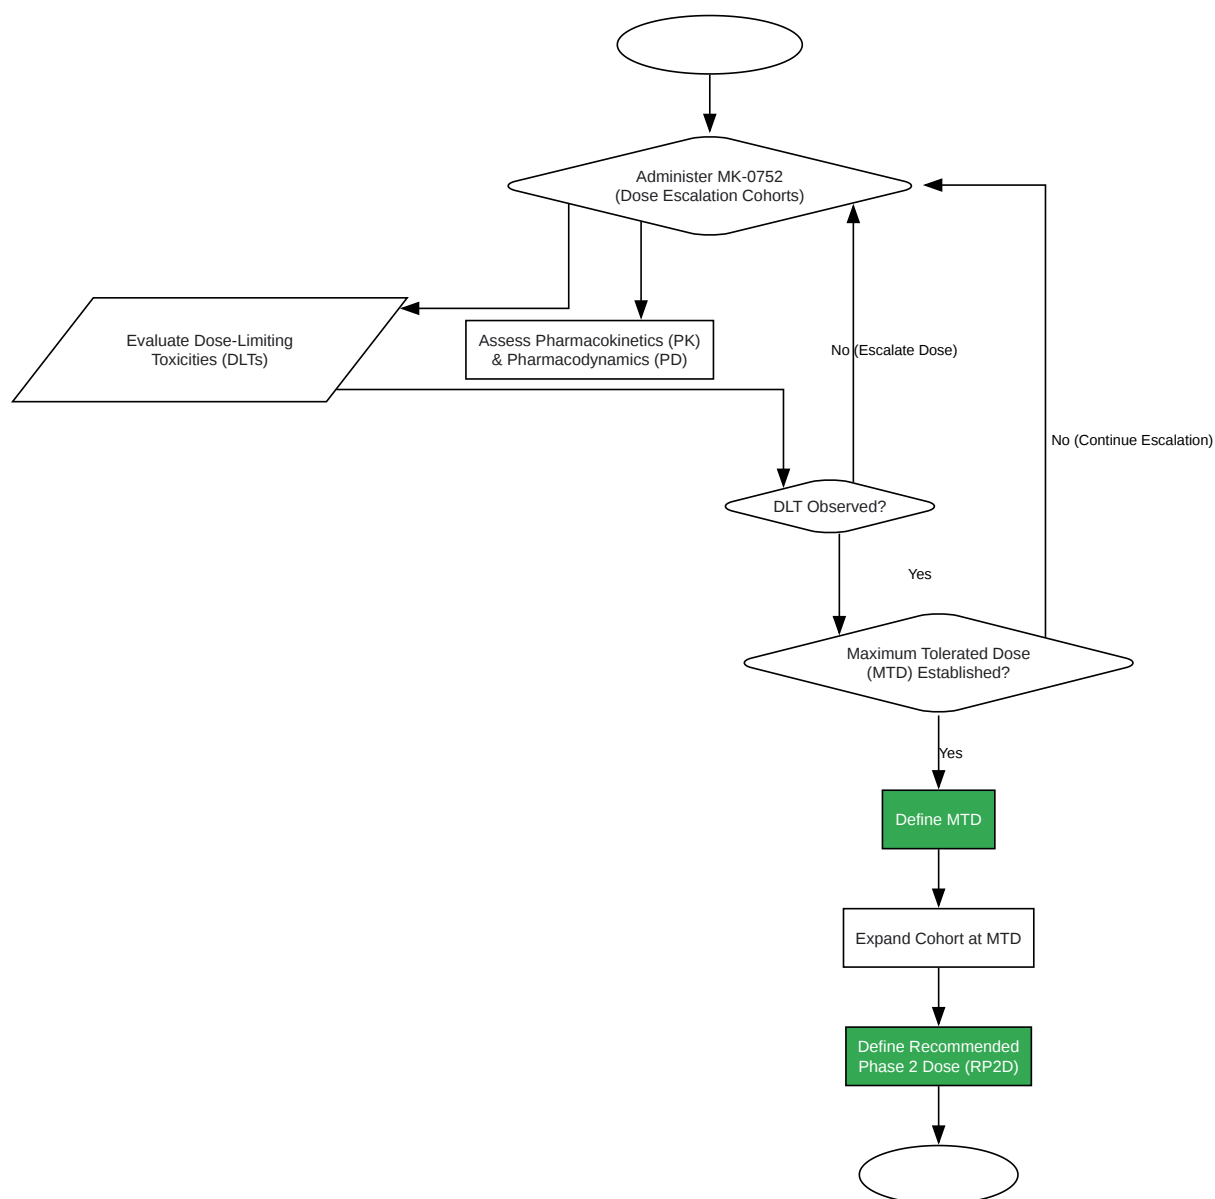 Administer MK-0752
(Dose Escalation Cohorts)
Evaluate Dose-Limiting
Toxicities (DLTs)
Assess Pharmacokinetics (PK)
& Pharmacodynamics (PD)
No (Escalate Dose)
No (Continue Escalation)
DLT Observed?
Yes
Maximum Tolerated Dose
(MTD) Established?
Yes
Define MTD
Expand Cohort at MTD
Define Recommended
Phase 2 Dose (RP2D)